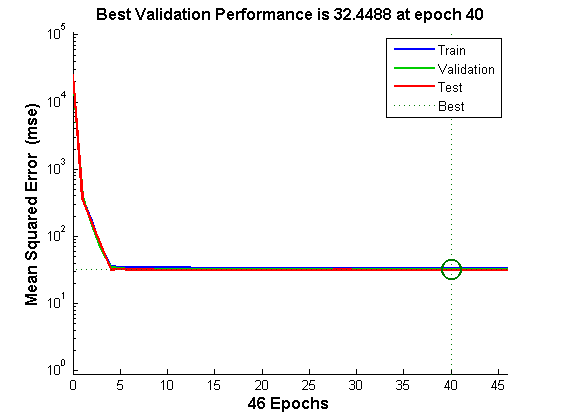 Best Validation Performance is 32.4488 at epoch 40
Mean Squared Error (mse)
10^5
10^4
10^3
10^2
10^1
10^0
Train
Validation
Test
Best
0 5 10 15 20 25 30 35 40 45
46 Epochs